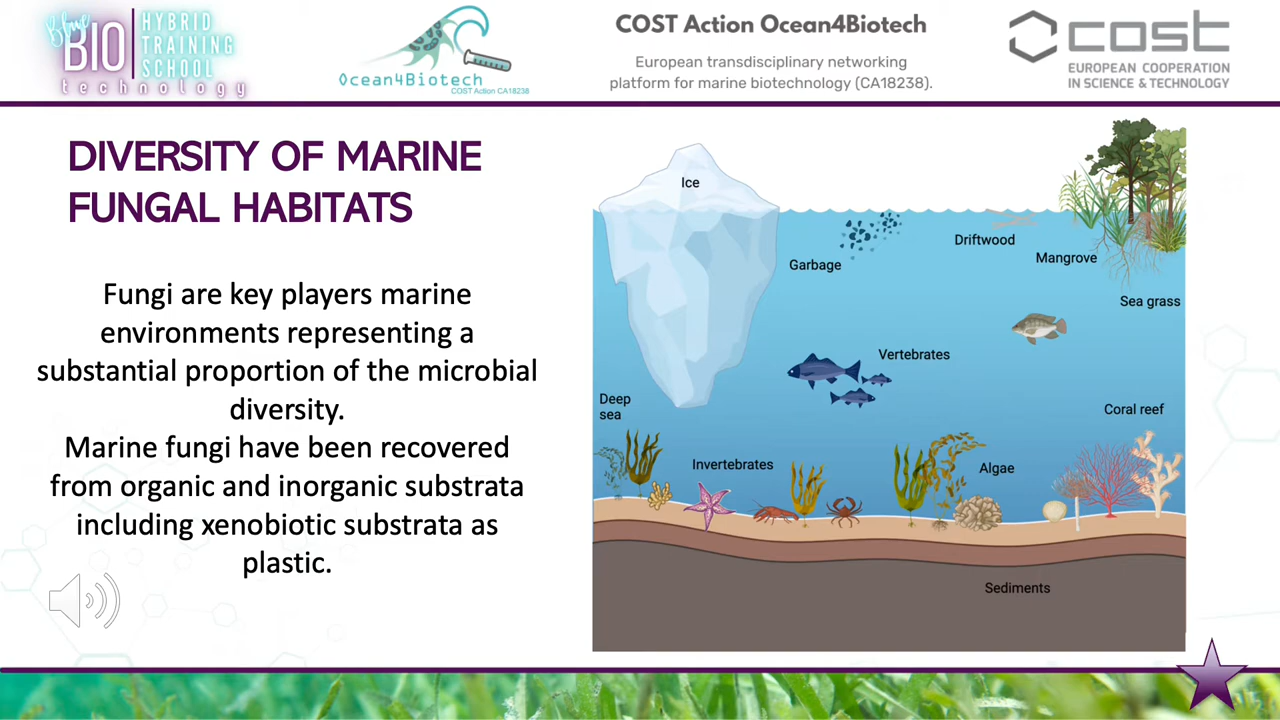 blue
BIO
HYBRID
TRAINING
SCHOOL
technology
Ocean4Biotech
COST Action CA18238
COST Action Ocean4Biotech
European transdisciplinary networking
platform for marine biotechnology (CA18238).
cost
EUROPEAN COOPERATION
IN SCIENCE & TECHNOLOGY
DIVERSITY OF MARINE
FUNGAL HABITATS
Fungi are key players marine
environments representing a
substantial proportion of the microbial
diversity.
Marine fungi have been recovered
from organic and inorganic substrata
including xenobiotic substrata as
plastic.
Ice
Garbage
Driftwood
Mangrove
Sea grass
Vertebrates
Deep
sea
Coral reef
Invertebrates
Algae
Sediments